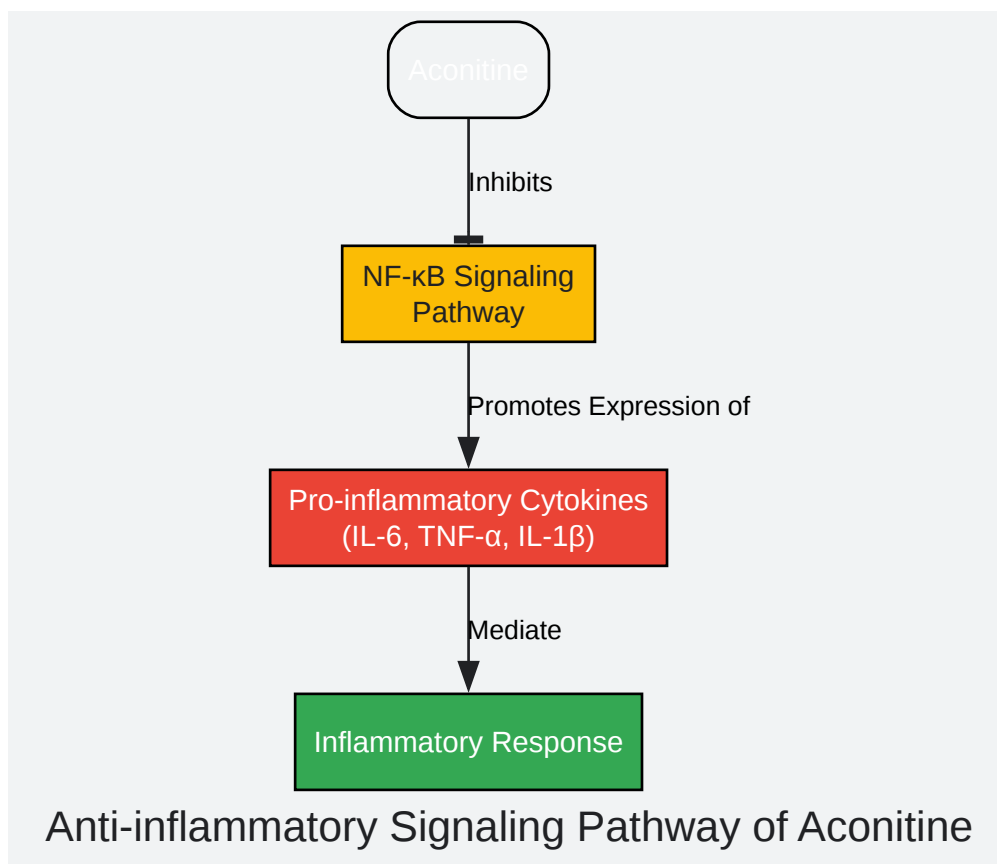 Aconitine
Inhibits
NF-κB Signaling
Pathway
Promotes Expression of
Pro-inflammatory Cytokines
(IL-6, TNF-α, IL-1β)
Mediate
Inflammatory Response
Anti-inflammatory Signaling Pathway of Aconitine